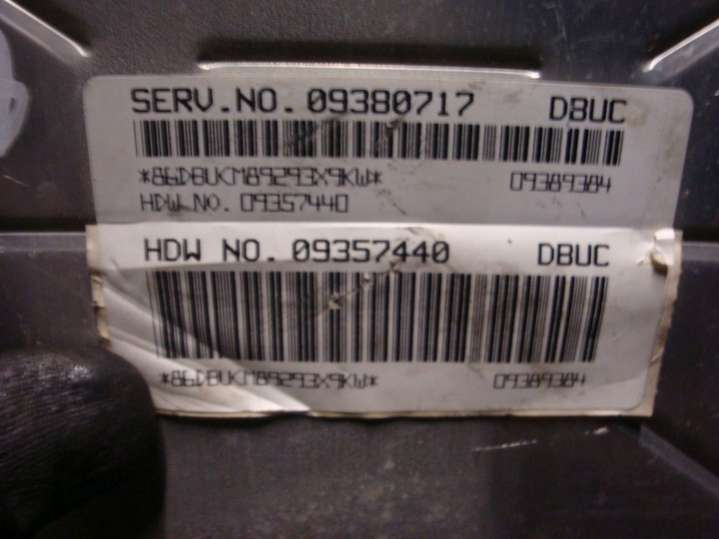 SERV.NO. 09380717 DBUC
*86DBUCM89293X9KW* 09389384
HDW.NO. 09357440
HDW NO. 09357440 DBUC
*86DBUCM89293X9KW* 09389384